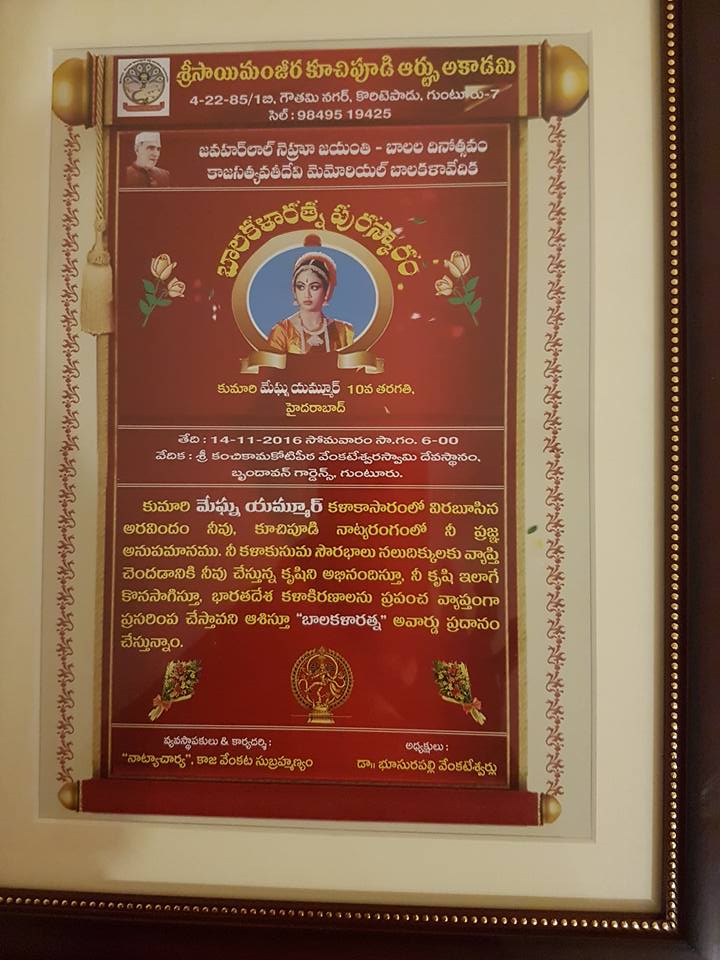 శ్రీసాయిమంజీర కూచిపూడి ఆర్ట్సు అకాడమి
4-22-85/1బి, గౌతమి నగర్, కొరిటెపాడు, గుంటూరు-7
సెల్ : 98495 19425
జవహర్‌లాల్ నెహ్రూ జయంతి - బాలల దినోత్సవం
కాజసత్యవతీదేవి మెమోరియల్ బాలకళావేదిక
బాలకళారత్న పురస్కారం
కుమారి మేఘ్న యమ్మూర్ 10వ తరగతి,
హైదరాబాద్
తేది : 14-11-2016 సోమవారం సా.గం. 6-00
వేదిక : శ్రీ కంచికామకోటిపీఠ వేంకటేశ్వరస్వామి దేవస్థానం,
బృందావన్ గార్డెన్స్, గుంటూరు.
కుమారి మేఘ్న యమ్మూర్ కళాకాసారంలో విరబూసిన
అరవిందం నీవు, కూచిపూడి నాట్యరంగంలో నీ ప్రజ్ఞ
అనుపమానము. నీ కళాకుసుమ సౌరభాలు నలుదిక్కులకు వ్యాప్తి
చెందడానికి నీవు చేస్తున్న కృషిని అభినందిస్తూ, నీ కృషి ఇలాగే
కొనసాగిస్తూ, భారతదేశ కళాకిరణాలను ప్రపంచ వ్యాప్తంగా
ప్రసరింప చేస్తావని ఆశిస్తూ "బాలకళారత్న" అవార్డు ప్రదానం
చేస్తున్నాం.
వ్యవస్థాపకులు & కార్యదర్శి :
"నాట్యాచార్య", కాజ వేంకట సుబ్రహ్మణ్యం
అధ్యక్షులు :
డా॥ భూసురపల్లి వేంకటేశ్వర్లు